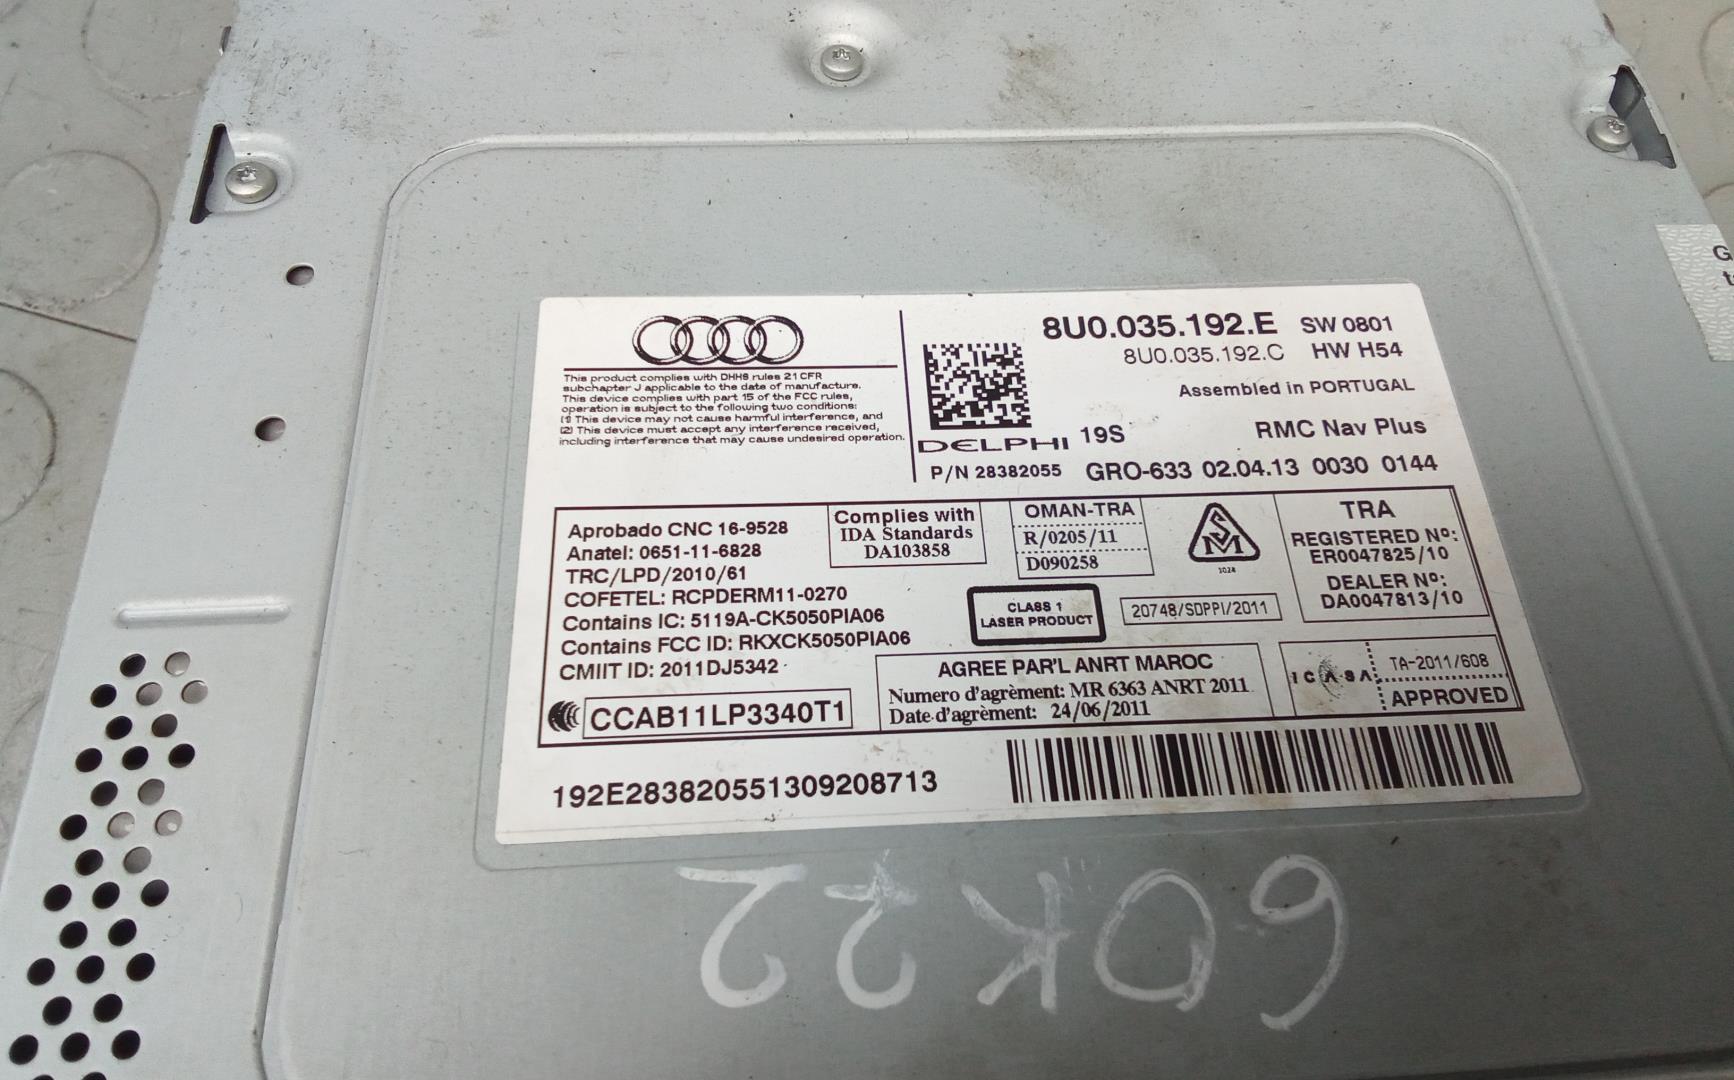 8U0.035.192.E SW 0801
8U0.035.192.C HW H54
Assembled in PORTUGAL
This product complies with DHHS rules 21 CFR
subchapter J applicable to the date of manufacture.
This device complies with part 15 of the FCC rules,
operation is subject to the following two conditions:
(1) This device may not cause harmful interference, and
(2) This device must accept any interference received,
including interference that may cause undesired operation.
DELPHI 19S RMC Nav Plus
P/N 28382055 GRO-633 02.04.13 0030 0144
Aprobado CNC 16-9528
Anatel: 0651-11-6828
TRC/LPD/2010/61
COFETEL: RCPDERM11-0270
Contains IC: 5119A-CK5050PIA06
Contains FCC ID: RKXCK5050PIA06
CMIIT ID: 2011DJ5342
CCAB11LP3340T1
Complies with
IDA Standards
DA103858
OMAN-TRA
R/0205/11
D090258
SM
1024
TRA
REGISTERED Nº:
ER0047825/10
DEALER Nº:
DA0047813/10
CLASS 1
LASER PRODUCT
20748/SDPPI/2011
AGREE PAR'L ANRT MAROC
Numero d'agrèment: MR 6363 ANRT 2011
Date d'agrèment: 24/06/2011
ICASA TA-2011/608
APPROVED
192E283820551309208713
60K22